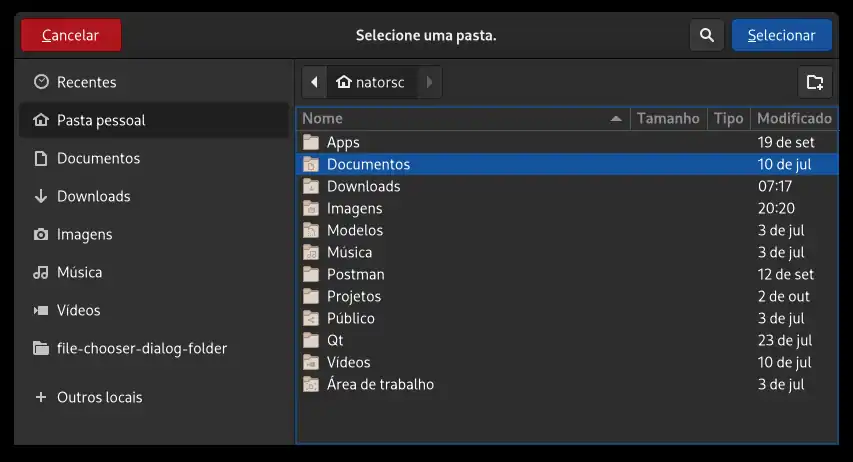 Cancelar Selecione uma pasta. Selecionar
Recentes
Pasta pessoal
Documentos
Downloads
Imagens
Música
Vídeos
file-chooser-dialog-folder
Outros locais
natorsc
Nome Tamanho Tipo Modificado
Apps 19 de set
Documentos 10 de jul
Downloads 07:17
Imagens 20:20
Modelos 3 de jul
Música 3 de jul
Postman 12 de set
Projetos 2 de out
Público 3 de jul
Qt 23 de jul
Vídeos 10 de jul
Área de trabalho 3 de jul